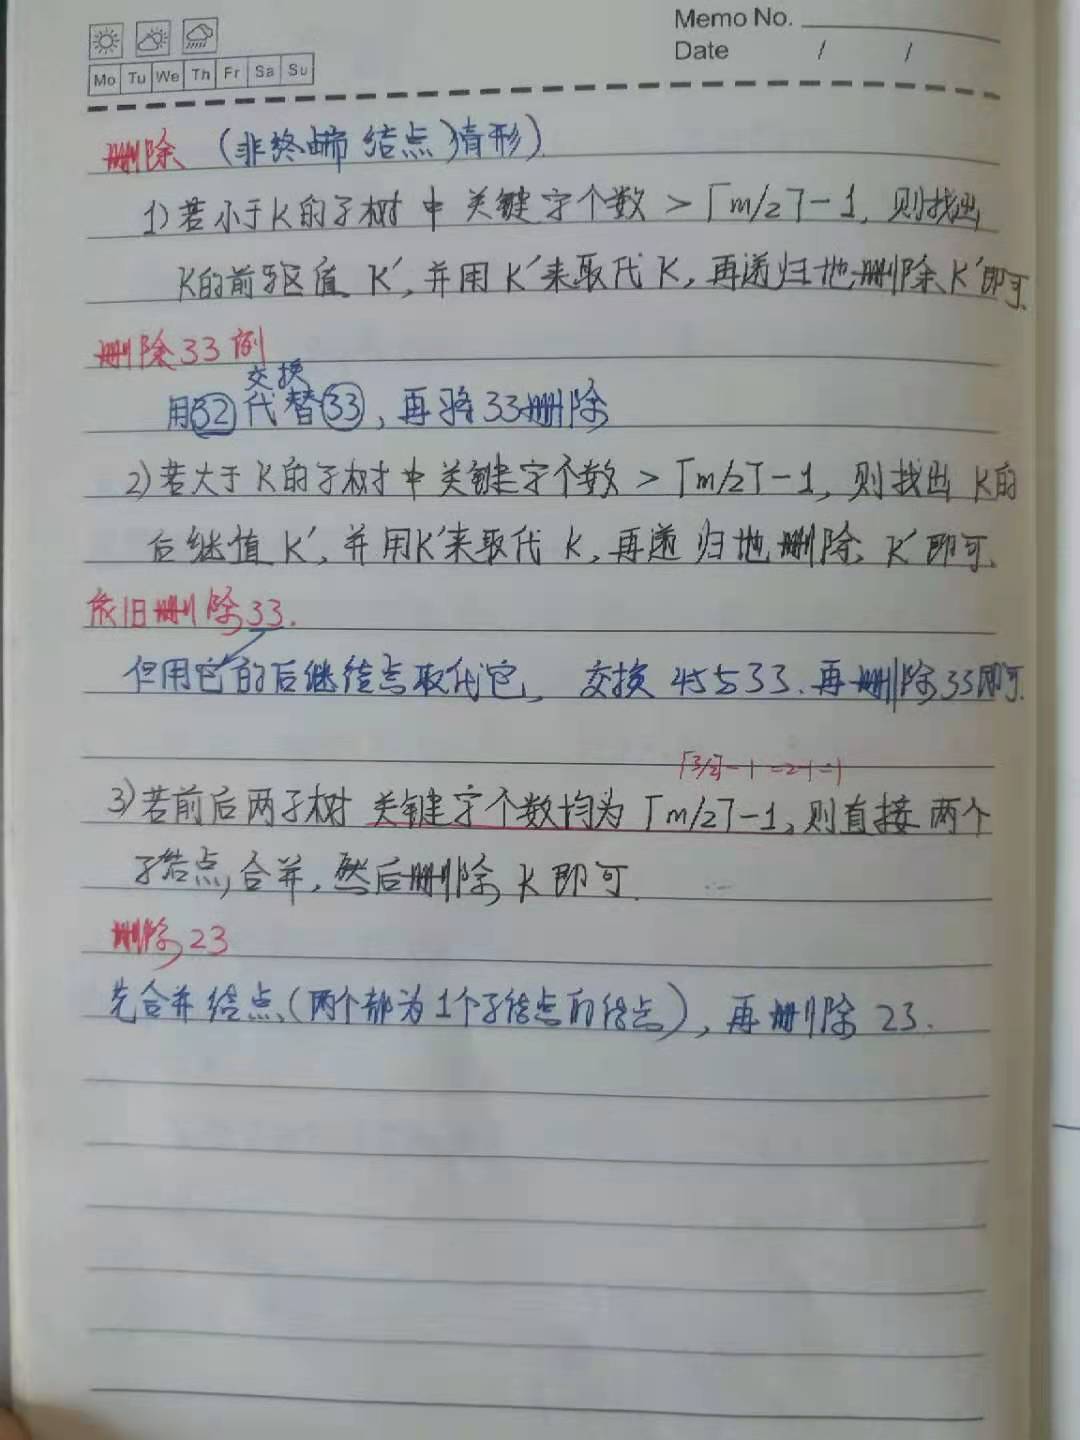 Memo No.
Date / /
Mo Tu We Th Fr Sa Su
删除(非终端结点)情形)
1)若小于K的子树中关键字个数>⌈m/2⌉-1,则找出
K的前驱值K′,并用K′来取代K,再递归地删除K′即可.
删除33例
交换
用32代替33,再将33删除
2)若大于K的子树中关键字个数>⌈m/2⌉-1,则找出K的
后继值K′,并用K′来取代K,再递归地删除K′即可.
依旧删除33.
但用它的后继结点取代它,交换45与33.再删除33即可.
⌈3/2⌉-1=2-1=1
3)若前后两子树关键字个数均为⌈m/2⌉-1,则直接两个
子结点合并,然后删除K即可.
删除23
先合并结点(两个都为1个子结点的结点),再删除23.